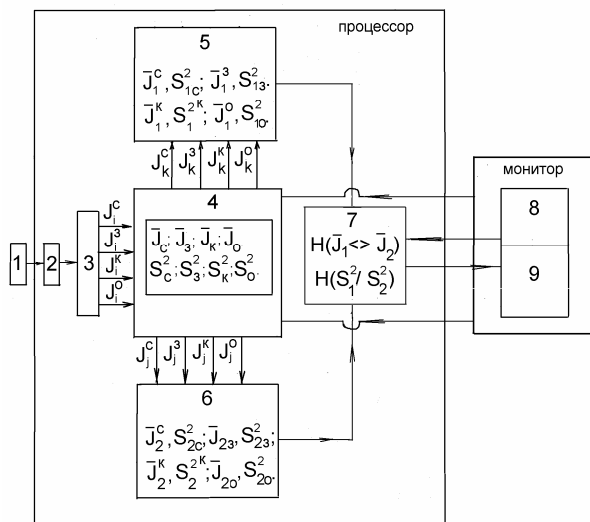 процессор
5
J̅₁ᶜ, S²₁C; J̅₁³, S²₁₃.
J̅₁ᴷ, S₁²ᴷ; J̅₁ᴼ, S²₁O.
Jₖᶜ Jₖ³ Jₖᴷ Jₖᴼ
монитор
4
J̅C; J̅₃; J̅K; J̅O
S²C; S²₃; S²K; S²O.
Jᵢᶜ
Jᵢ³
Jᵢᴷ
Jᵢᴼ
1
2
3
7
H(J̅₁<> J̅₂)
H(S₁²/ S₂²)
8
9
Jⱼᶜ Jⱼ³ Jⱼᴷ Jⱼᴼ
6
J̅₂ᶜ, S²₂C; J̅₂₃, S²₂₃;
J̅₂ᴷ, S₂²ᴷ; J̅₂O, S²₂O.